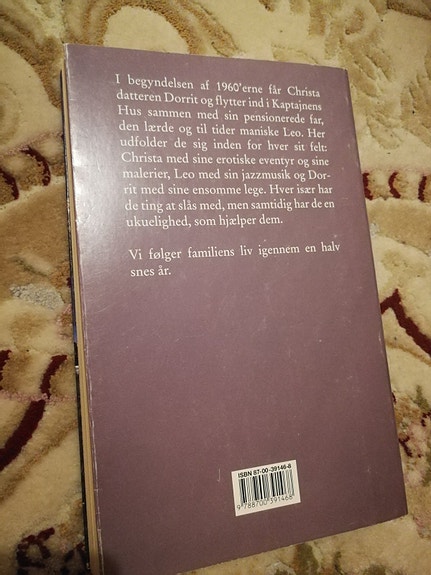 I begyndelsen af 1960'erne får Christa
datteren Dorrit og flytter ind i Kaptajnens
Hus sammen med sin pensionerede far,
den lærde og til tider maniske Leo. Her
udfolder de sig inden for hver sit felt:
Christa med sine erotiske eventyr og sine
malerier, Leo med sin jazzmusik og Dor-
rit med sine ensomme lege. Hver især har
de ting at slås med, men samtidig har de en
ukuelighed, som hjælper dem.
Vi følger familiens liv igennem en halv
snes år.
ISBN 87-00-39146-8
9 788700 391468